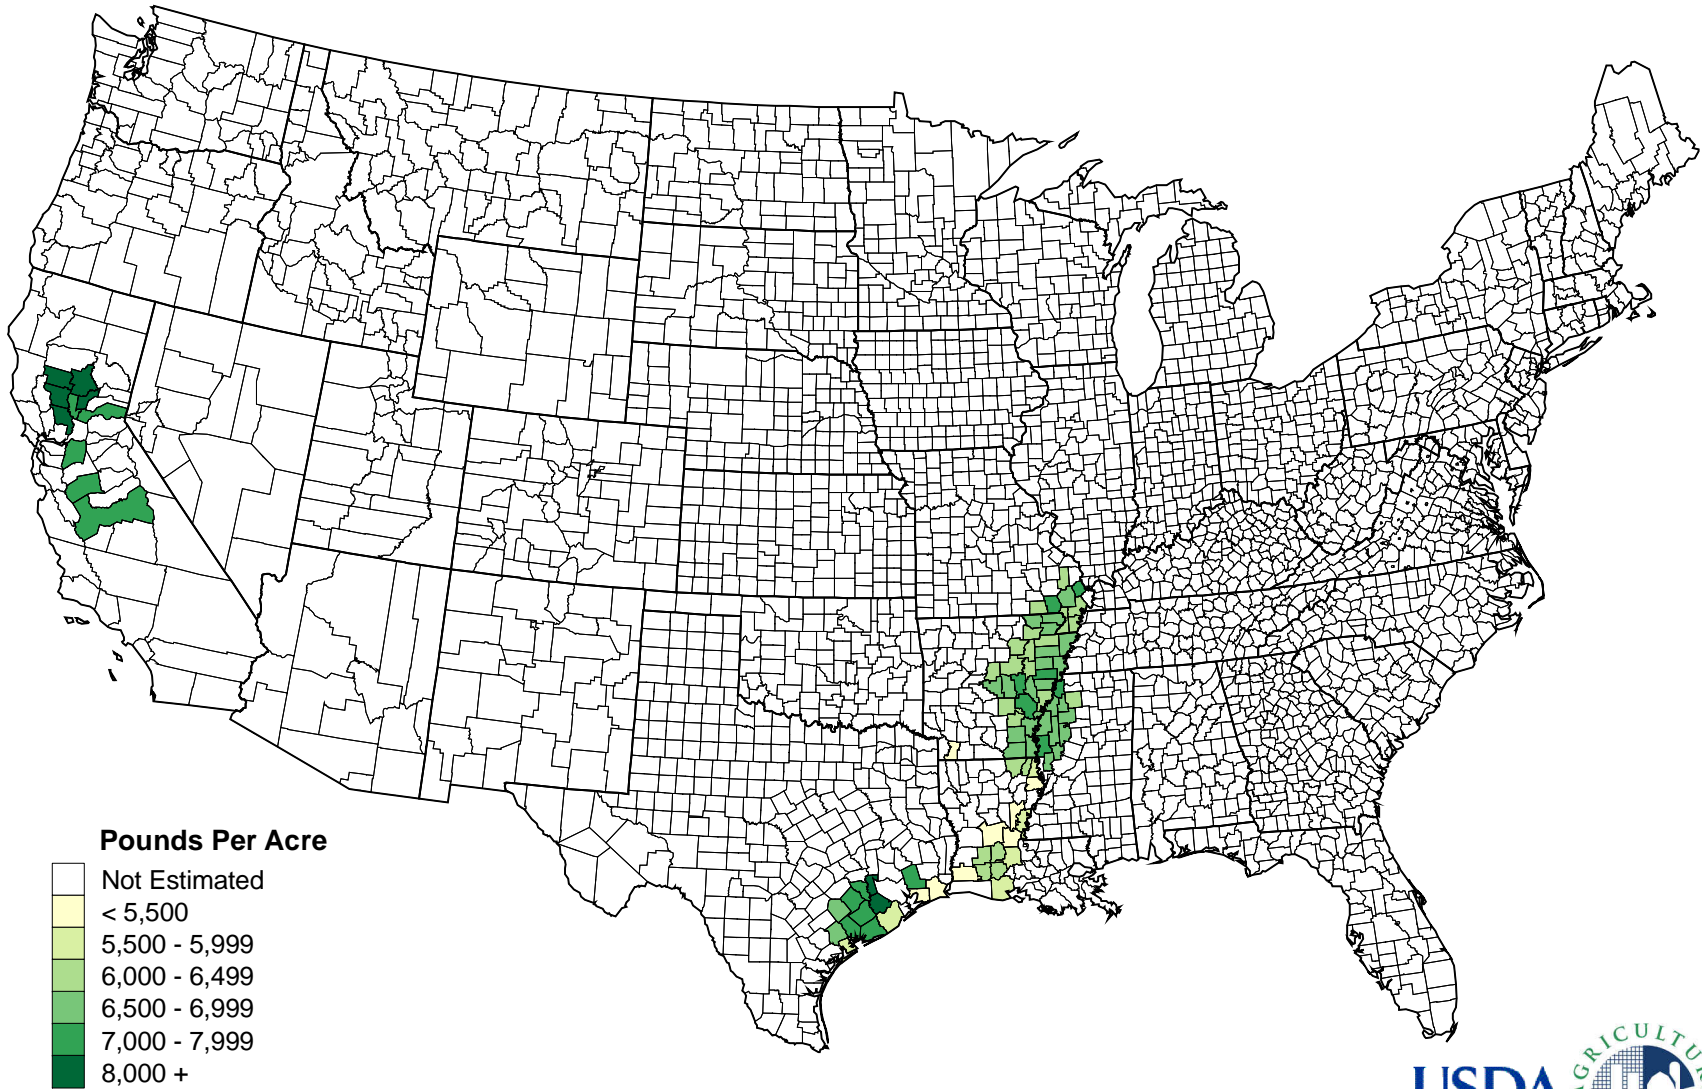 Pounds Per Acre
Not Estimated
< 5,500
5,500 - 5,999
6,000 - 6,499
6,500 - 6,999
7,000 - 7,999
8,000 +
USDA
AGRICULTU